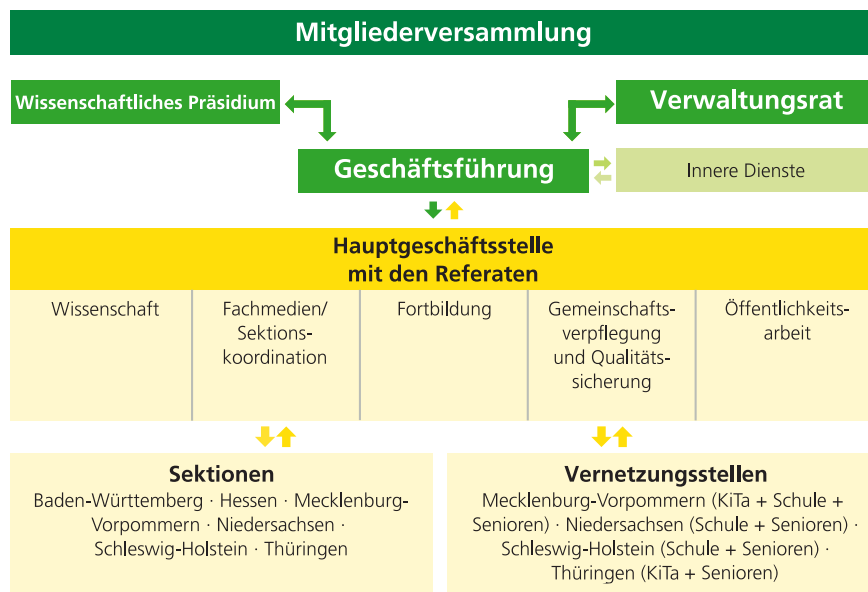 Mitgliederversammlung
Wissenschaftliches Präsidium
Verwaltungsrat
Geschäftsführung
Innere Dienste
Hauptgeschäftsstelle
mit den Referaten
Wissenschaft
Fachmedien/
Sektions-
koordination
Fortbildung
Gemeinschafts-
verpflegung
und Qualitäts-
sicherung
Öffentlichkeits-
arbeit
Sektionen
Baden-Württemberg · Hessen · Mecklenburg-
Vorpommern · Niedersachsen ·
Schleswig-Holstein · Thüringen
Vernetzungsstellen
Mecklenburg-Vorpommern (KiTa + Schule +
Senioren) · Niedersachsen (Schule + Senioren) ·
Schleswig-Holstein (Schule + Senioren) ·
Thüringen (KiTa + Senioren)